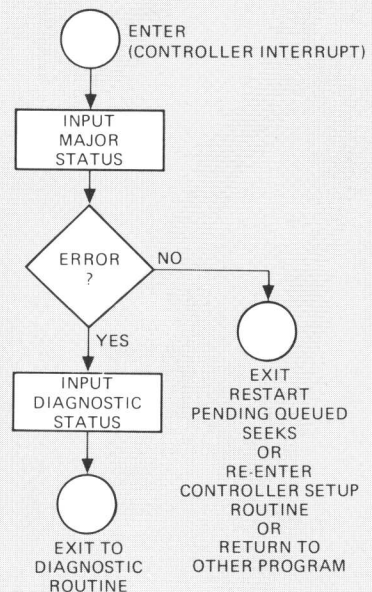 ENTER
(CONTROLLER INTERRUPT)
INPUT
MAJOR
STATUS
ERROR
?
NO
YES
INPUT
DIAGNOSTIC
STATUS
EXIT TO
DIAGNOSTIC
ROUTINE
EXIT
RESTART
PENDING QUEUED
SEEKS
OR
RE-ENTER
CONTROLLER SETUP
ROUTINE
OR
RETURN TO
OTHER PROGRAM